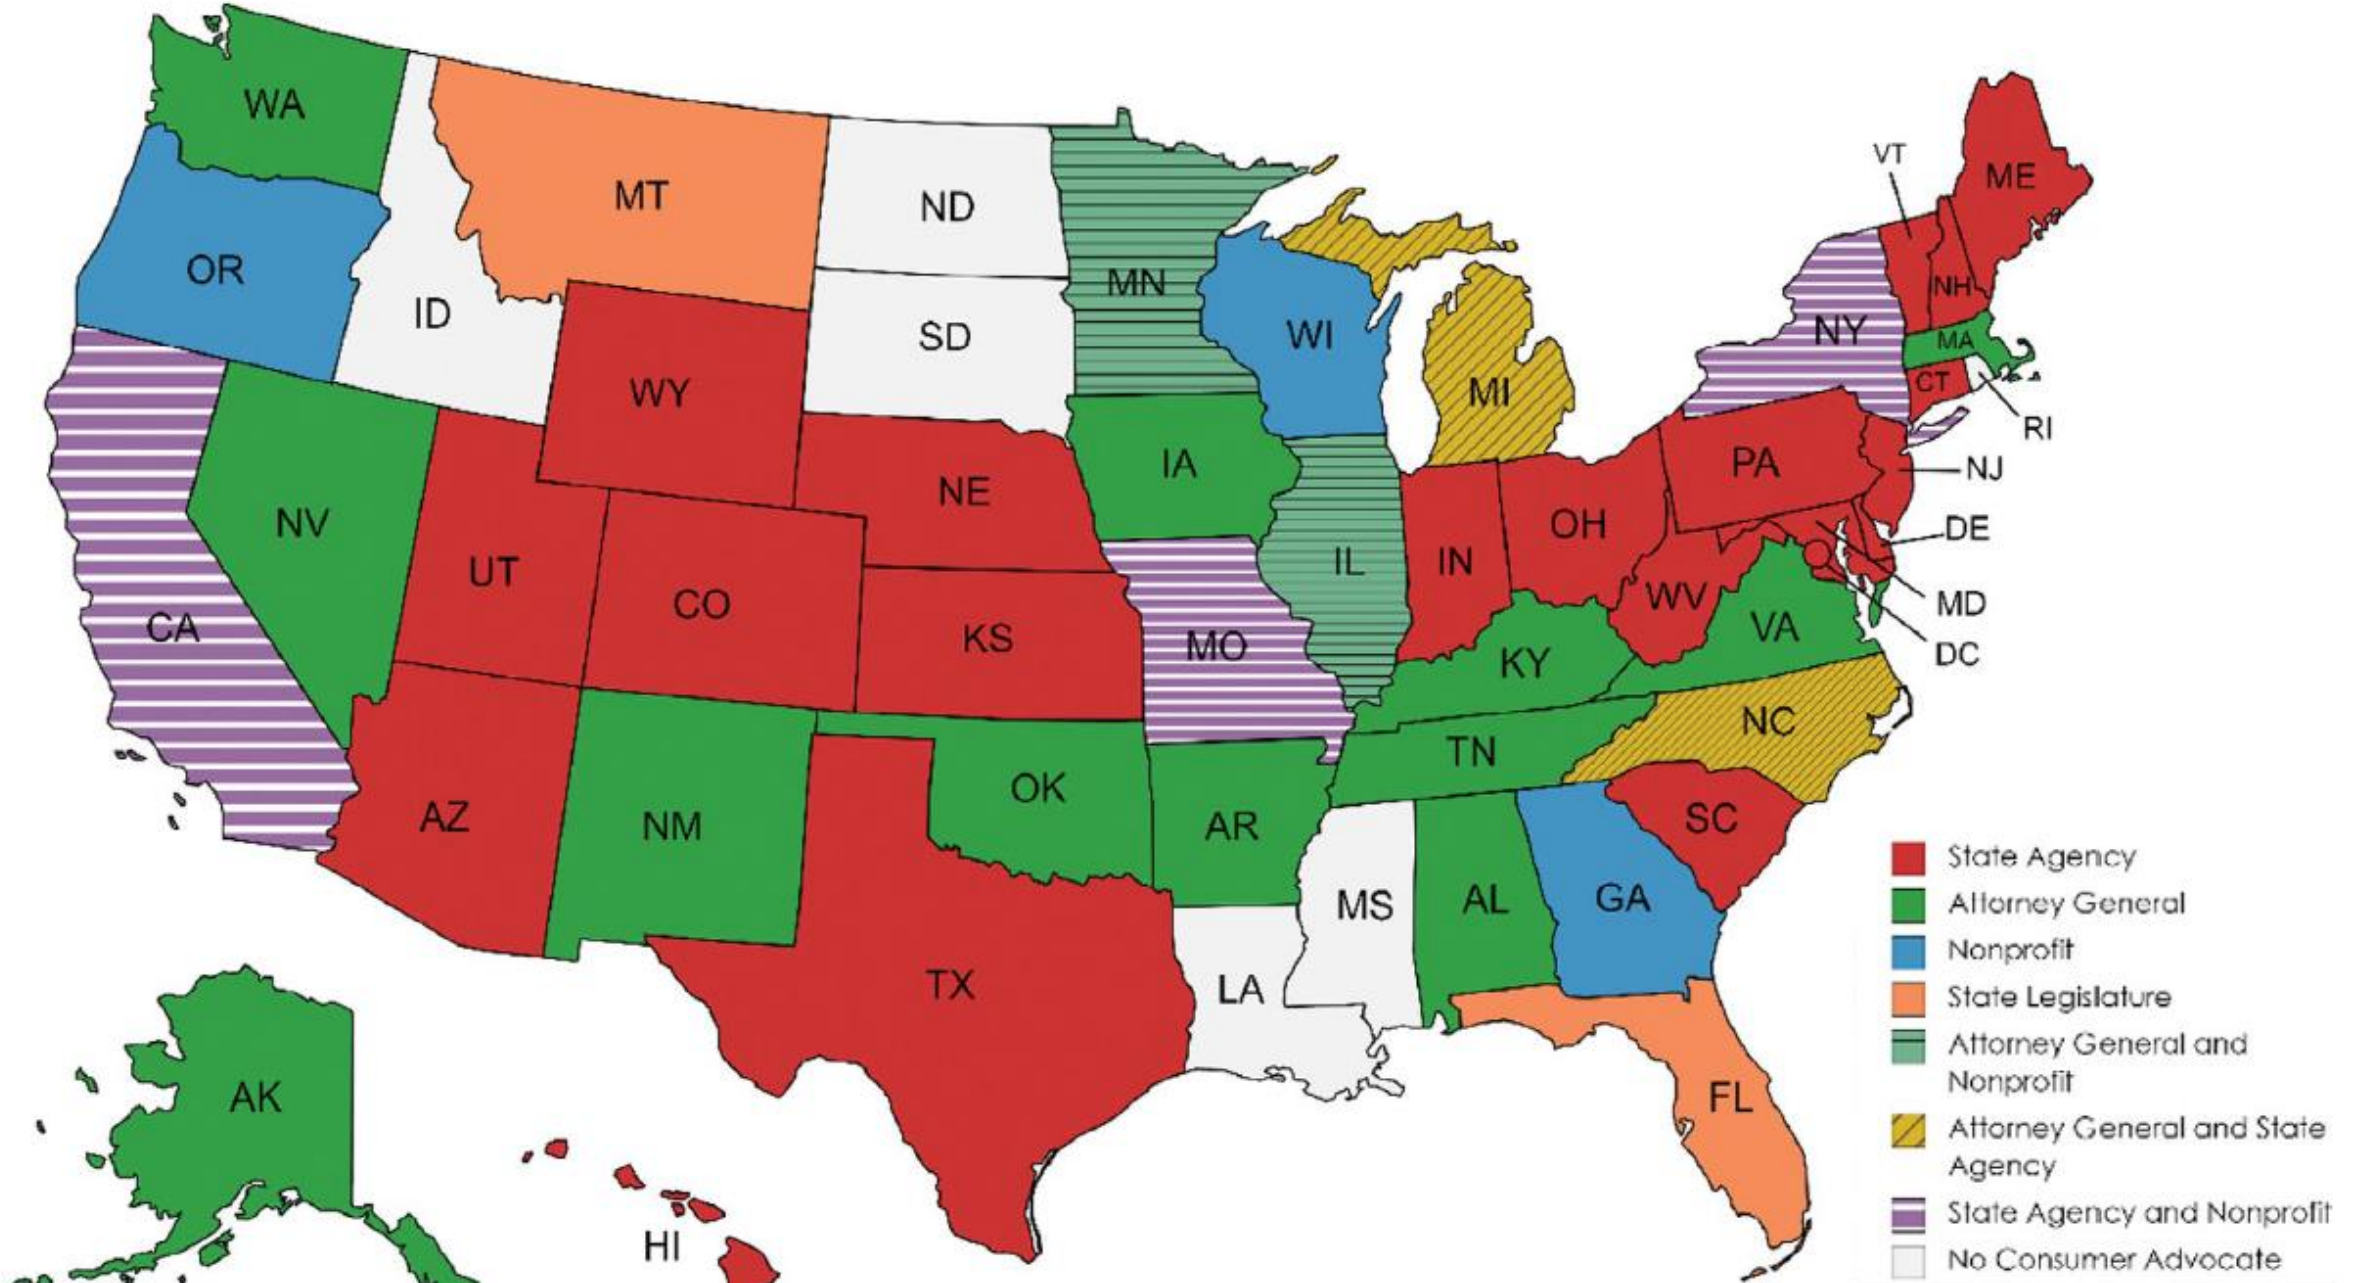 WA
MT
ND
MN
VT
ME
OR
ID
SD
WI
MI
NY
NH
MA
CT
RI
WY
NE
IA
PA
NJ
NV
UT
CO
KS
MO
IL
IN
OH
WV
DE
MD
DC
CA
VA
KY
NC
TN
AZ
NM
OK
AR
SC
MS
AL
GA
TX
LA
FL
AK
HI
State Agency
Attorney General
Nonprofit
State Legislature
Attorney General and
Nonprofit
Attorney General and State
Agency
State Agency and Nonprofit
No Consumer Advocate